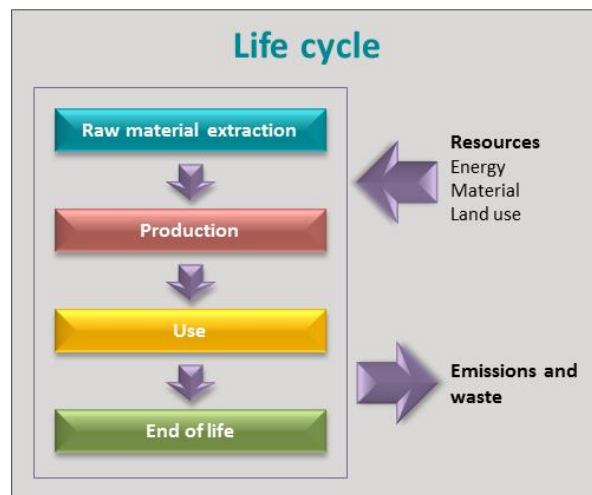 Life cycle
Raw material extraction
Production
Use
End of life
Resources
Energy
Material
Land use
Emissions and
waste